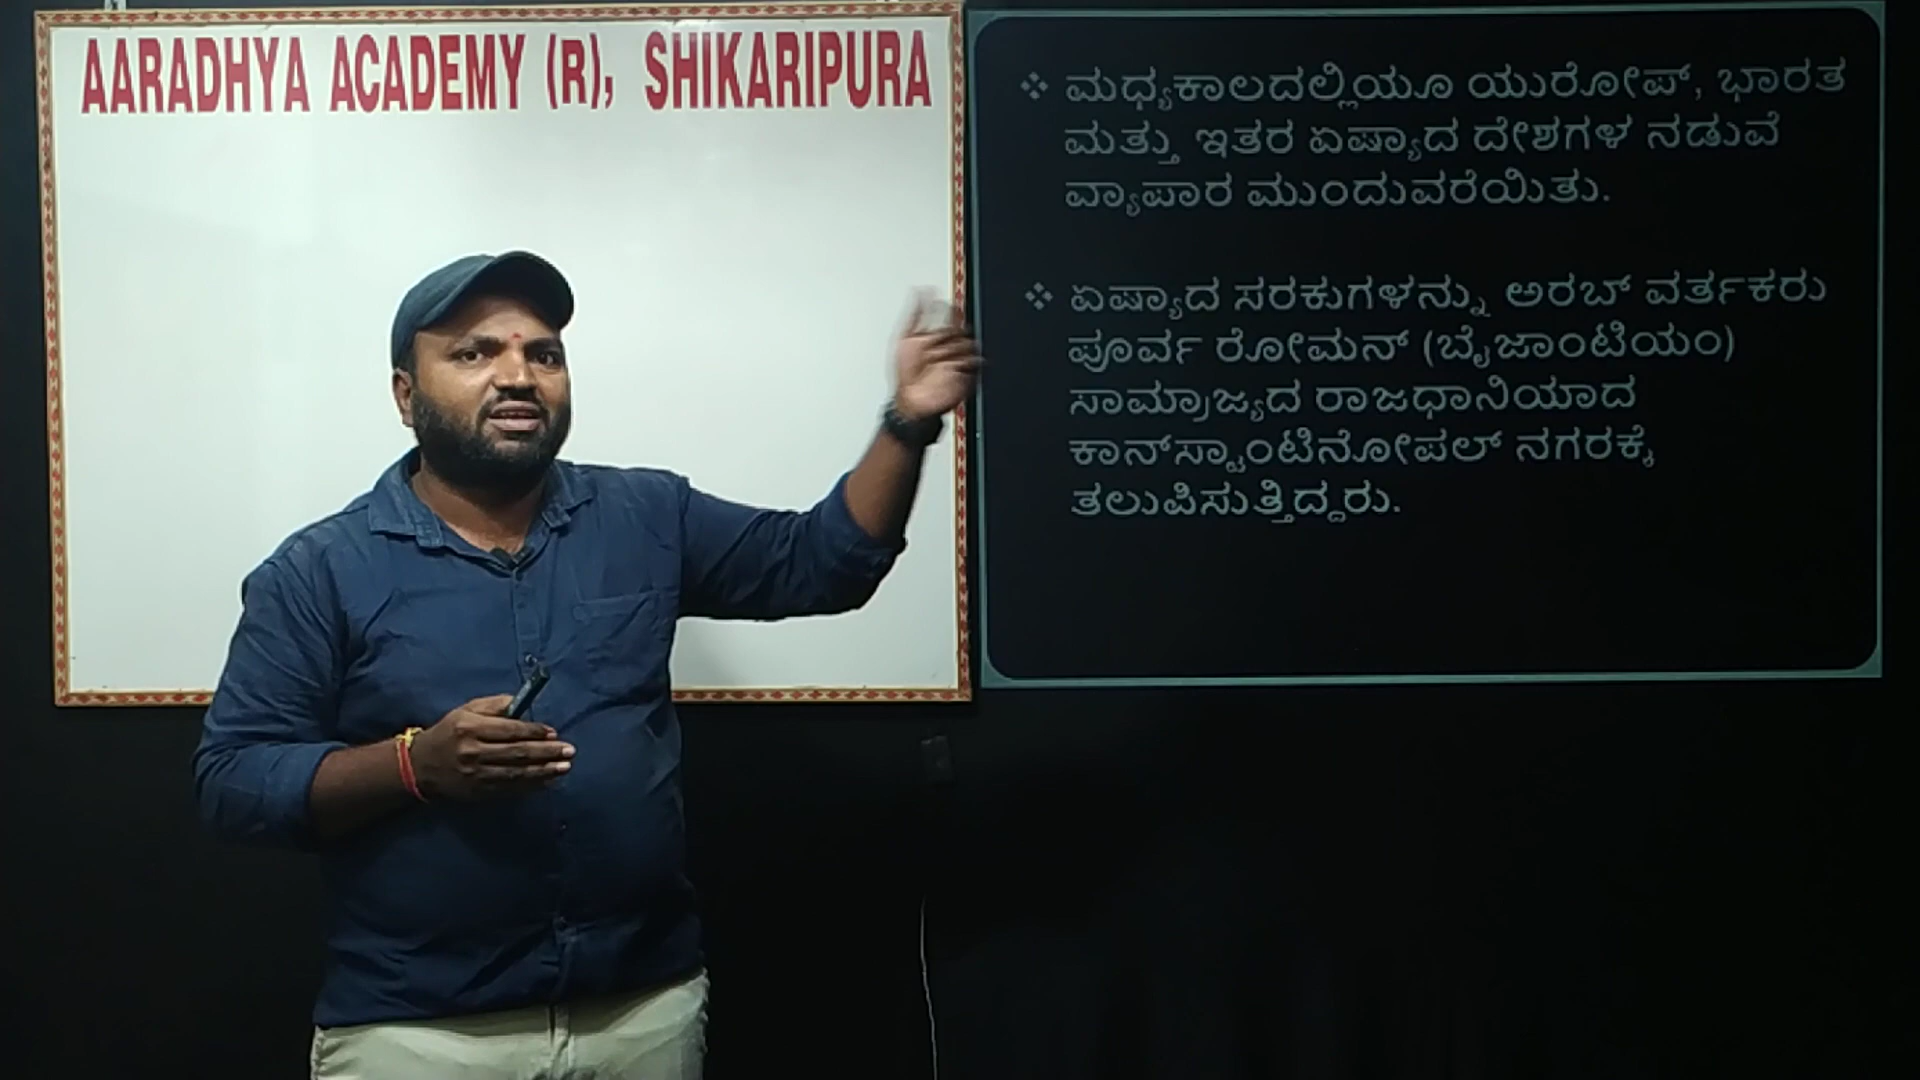 AARADHYA ACADEMY (R), SHIKARIPURA
❖ ಮಧ್ಯಕಾಲದಲ್ಲಿಯೂ ಯುರೋಪ್, ಭಾರತ
ಮತ್ತು ಇತರ ಏಷ್ಯಾದ ದೇಶಗಳ ನಡುವೆ
ವ್ಯಾಪಾರ ಮುಂದುವರೆಯಿತು.
❖ ಏಷ್ಯಾದ ಸರಕುಗಳನ್ನು ಅರಬ್ ವರ್ತಕರು
ಪೂರ್ವ ರೋಮನ್ (ಬೈಜಾಂಟಿಯಂ)
ಸಾಮ್ರಾಜ್ಯದ ರಾಜಧಾನಿಯಾದ
ಕಾನ್‌ಸ್ಟಾಂಟಿನೋಪಲ್ ನಗರಕ್ಕೆ
ತಲುಪಿಸುತ್ತಿದ್ದರು.